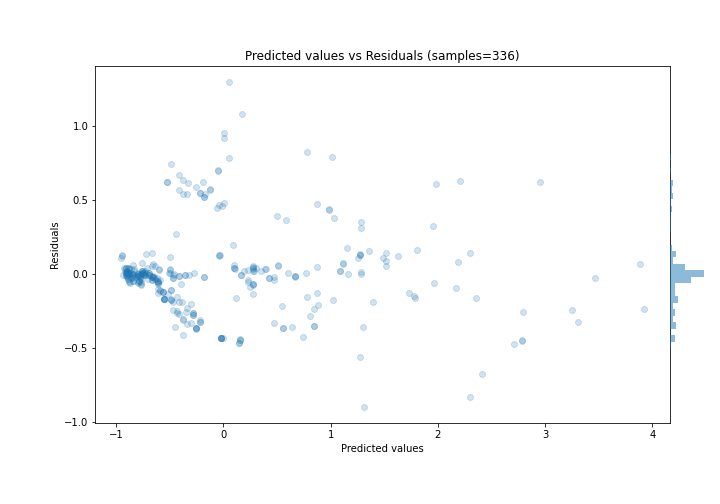 Predicted values vs Residuals (samples=336)
1.0
0.5
0.0
−0.5
−1.0
Residuals
−1 0 1 2 3 4
Predicted values